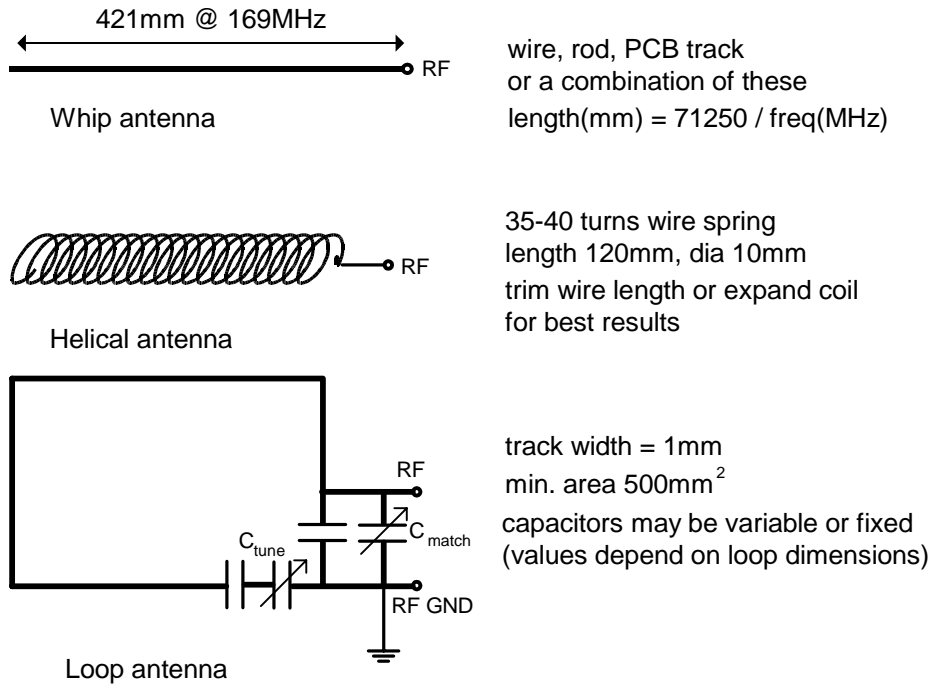 421mm @ 169MHz
RF
Whip antenna
wire, rod, PCB track
or a combination of these
length(mm) = 71250 / freq(MHz)
RF
Helical antenna
35-40 turns wire spring
length 120mm, dia 10mm
trim wire length or expand coil
for best results
RF
C match
C tune
RF GND
Loop antenna
track width = 1mm
min. area 500mm²
capacitors may be variable or fixed
(values depend on loop dimensions)